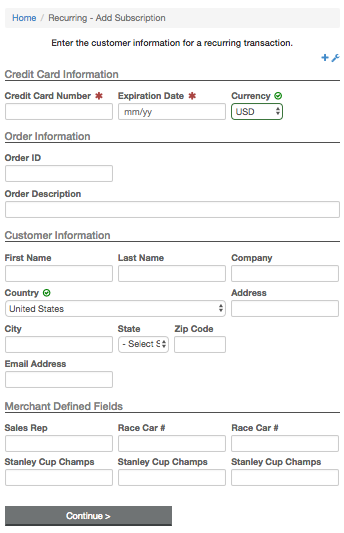 Home / Recurring - Add Subscription
Enter the customer information for a recurring transaction.
Credit Card Information
Credit Card Number * Expiration Date * Currency
mm/yy USD
Order Information
Order ID
Order Description
Customer Information
First Name Last Name Company
Country Address
United States
City State Zip Code
- Select S
Email Address
Merchant Defined Fields
Sales Rep Race Car # Race Car #
Stanley Cup Champs Stanley Cup Champs Stanley Cup Champs
Continue >